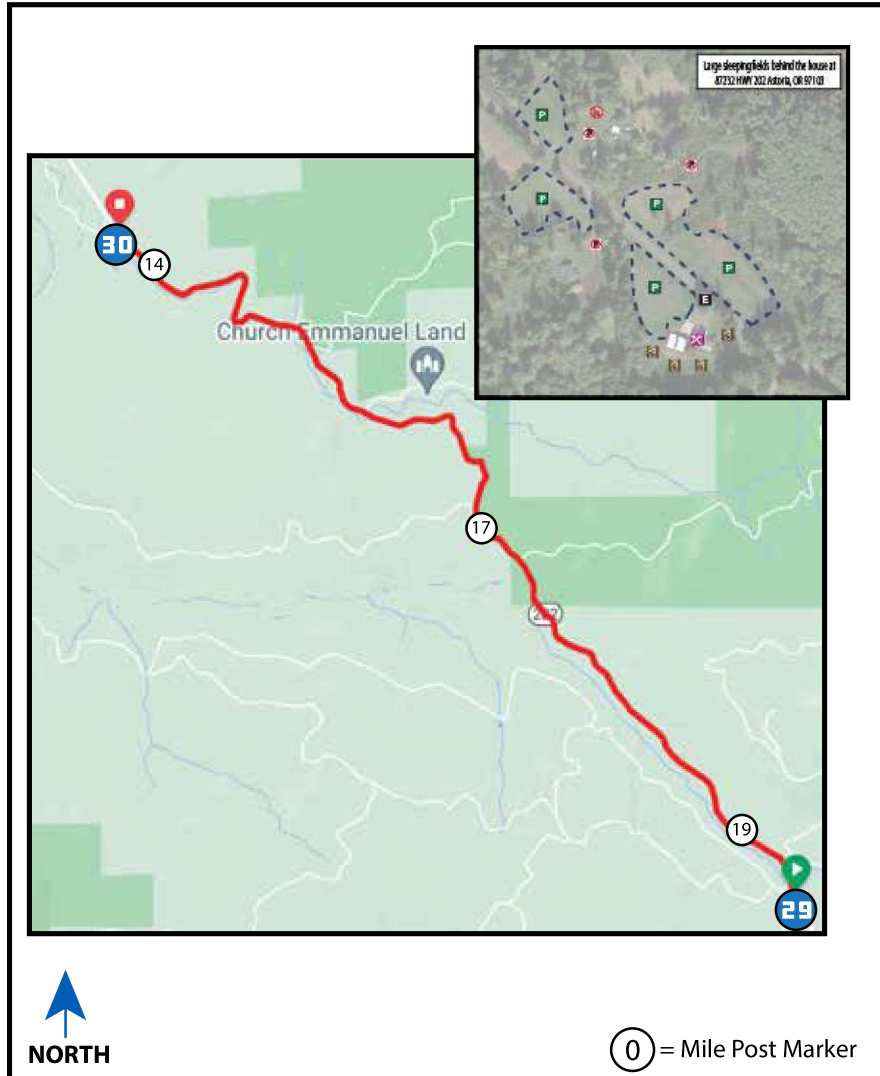 Large sleeping fields behind the house at
87232 HWY 202 Astoria, OR 97103
P
P
P
P
P
E
30
14
Church Emmanuel Land
17
202
19
29
NORTH
0 = Mile Post Marker